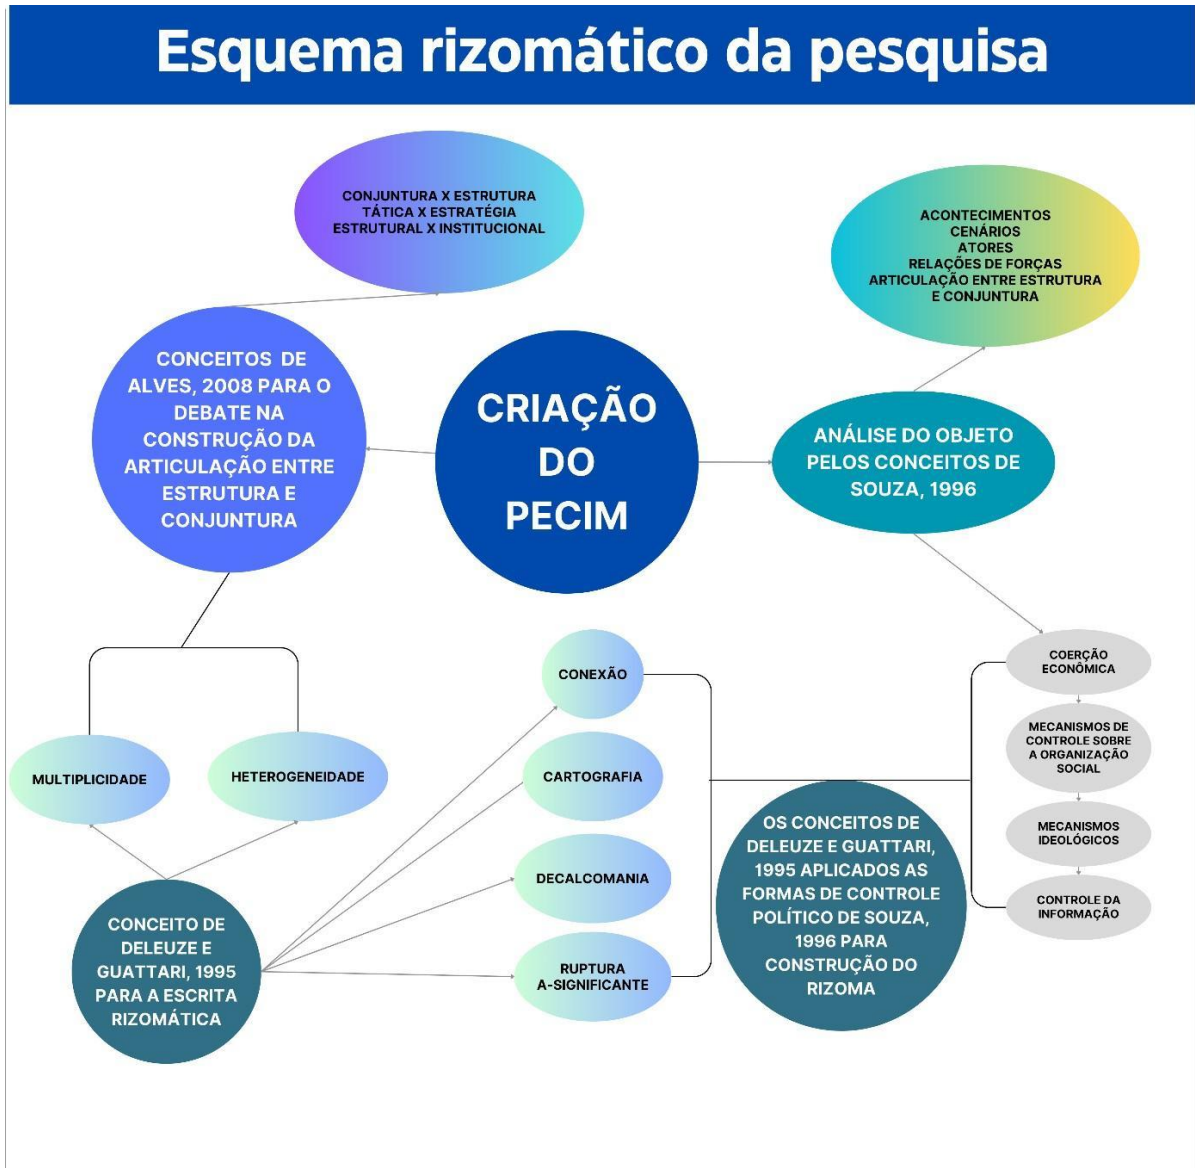 Esquema rizomático da pesquisa
CONJUNTURA X ESTRUTURA
TÁTICA X ESTRATÉGIA
ESTRUTURAL X INSTITUCIONAL
ACONTECIMENTOS
CENÁRIOS
ATORES
RELAÇÕES DE FORÇAS
ARTICULAÇÃO ENTRE ESTRUTURA
E CONJUNTURA
CONCEITOS DE
ALVES, 2008 PARA O
DEBATE NA
CONSTRUÇÃO DA
ARTICULAÇÃO ENTRE
ESTRUTURA E
CONJUNTURA
CRIAÇÃO
DO
PECIM
ANÁLISE DO OBJETO
PELOS CONCEITOS DE
SOUZA, 1996
MULTIPLICIDADE
HETEROGENEIDADE
CONEXÃO
CARTOGRAFIA
DECALCOMANIA
RUPTURA
A-SIGNIFICANTE
COERÇÃO
ECONÔMICA
MECANISMOS DE
CONTROLE SOBRE
A ORGANIZAÇÃO
SOCIAL
MECANISMOS
IDEOLÓGICOS
CONTROLE DA
INFORMAÇÃO
CONCEITO DE
DELEUZE E
GUATTARI, 1995
PARA A ESCRITA
RIZOMÁTICA
OS CONCEITOS DE
DELEUZE E GUATTARI,
1995 APLICADOS AS
FORMAS DE CONTROLE
POLÍTICO DE SOUZA,
1996 PARA
CONSTRUÇÃO DO
RIZOMA